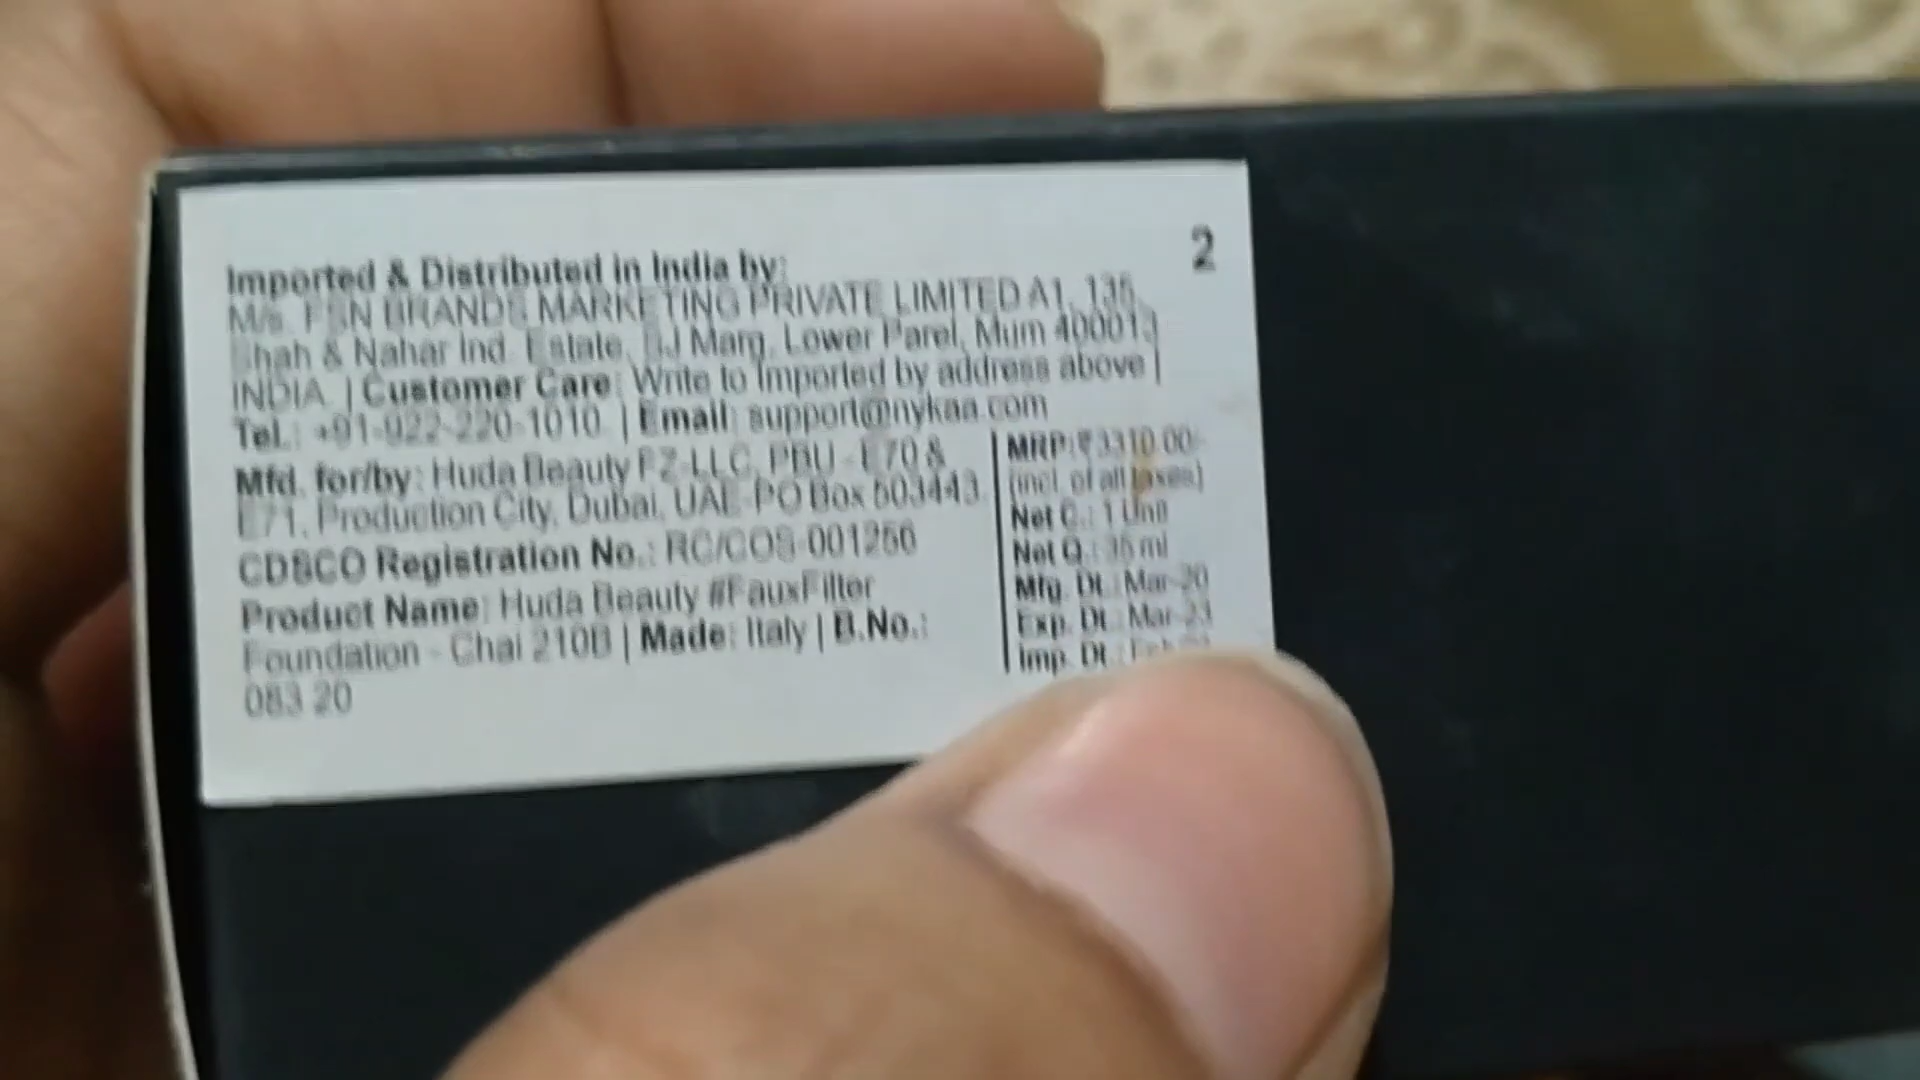 2
Imported & Distributed in India by:
M/s. FSN BRANDS MARKETING PRIVATE LIMITED A1, 135,
Shah & Nahar Ind. Estate, SJ Marg, Lower Parel, Mum 400013
INDIA. | Customer Care: Write to Imported by address above |
Tel.: +91-922-220-1010. | Email: support@nykaa.com
Mfd. for/by: Huda Beauty FZ-LLC, PBU - E70 &
E71, Production City, Dubai, UAE-PO Box 503443.
CDSCO Registration No.: RC/COS-001256
Product Name: Huda Beauty #FauxFilter
Foundation - Chai 210B | Made: Italy | B.No.:
083 20
MRP:₹3310.00/-
(incl. of all taxes)
Net C.: 1 Unit
Net Q.: 35 ml
Mfg. Dt.: Mar-20
Exp. Dt.: Mar-23
Imp. Dt.: